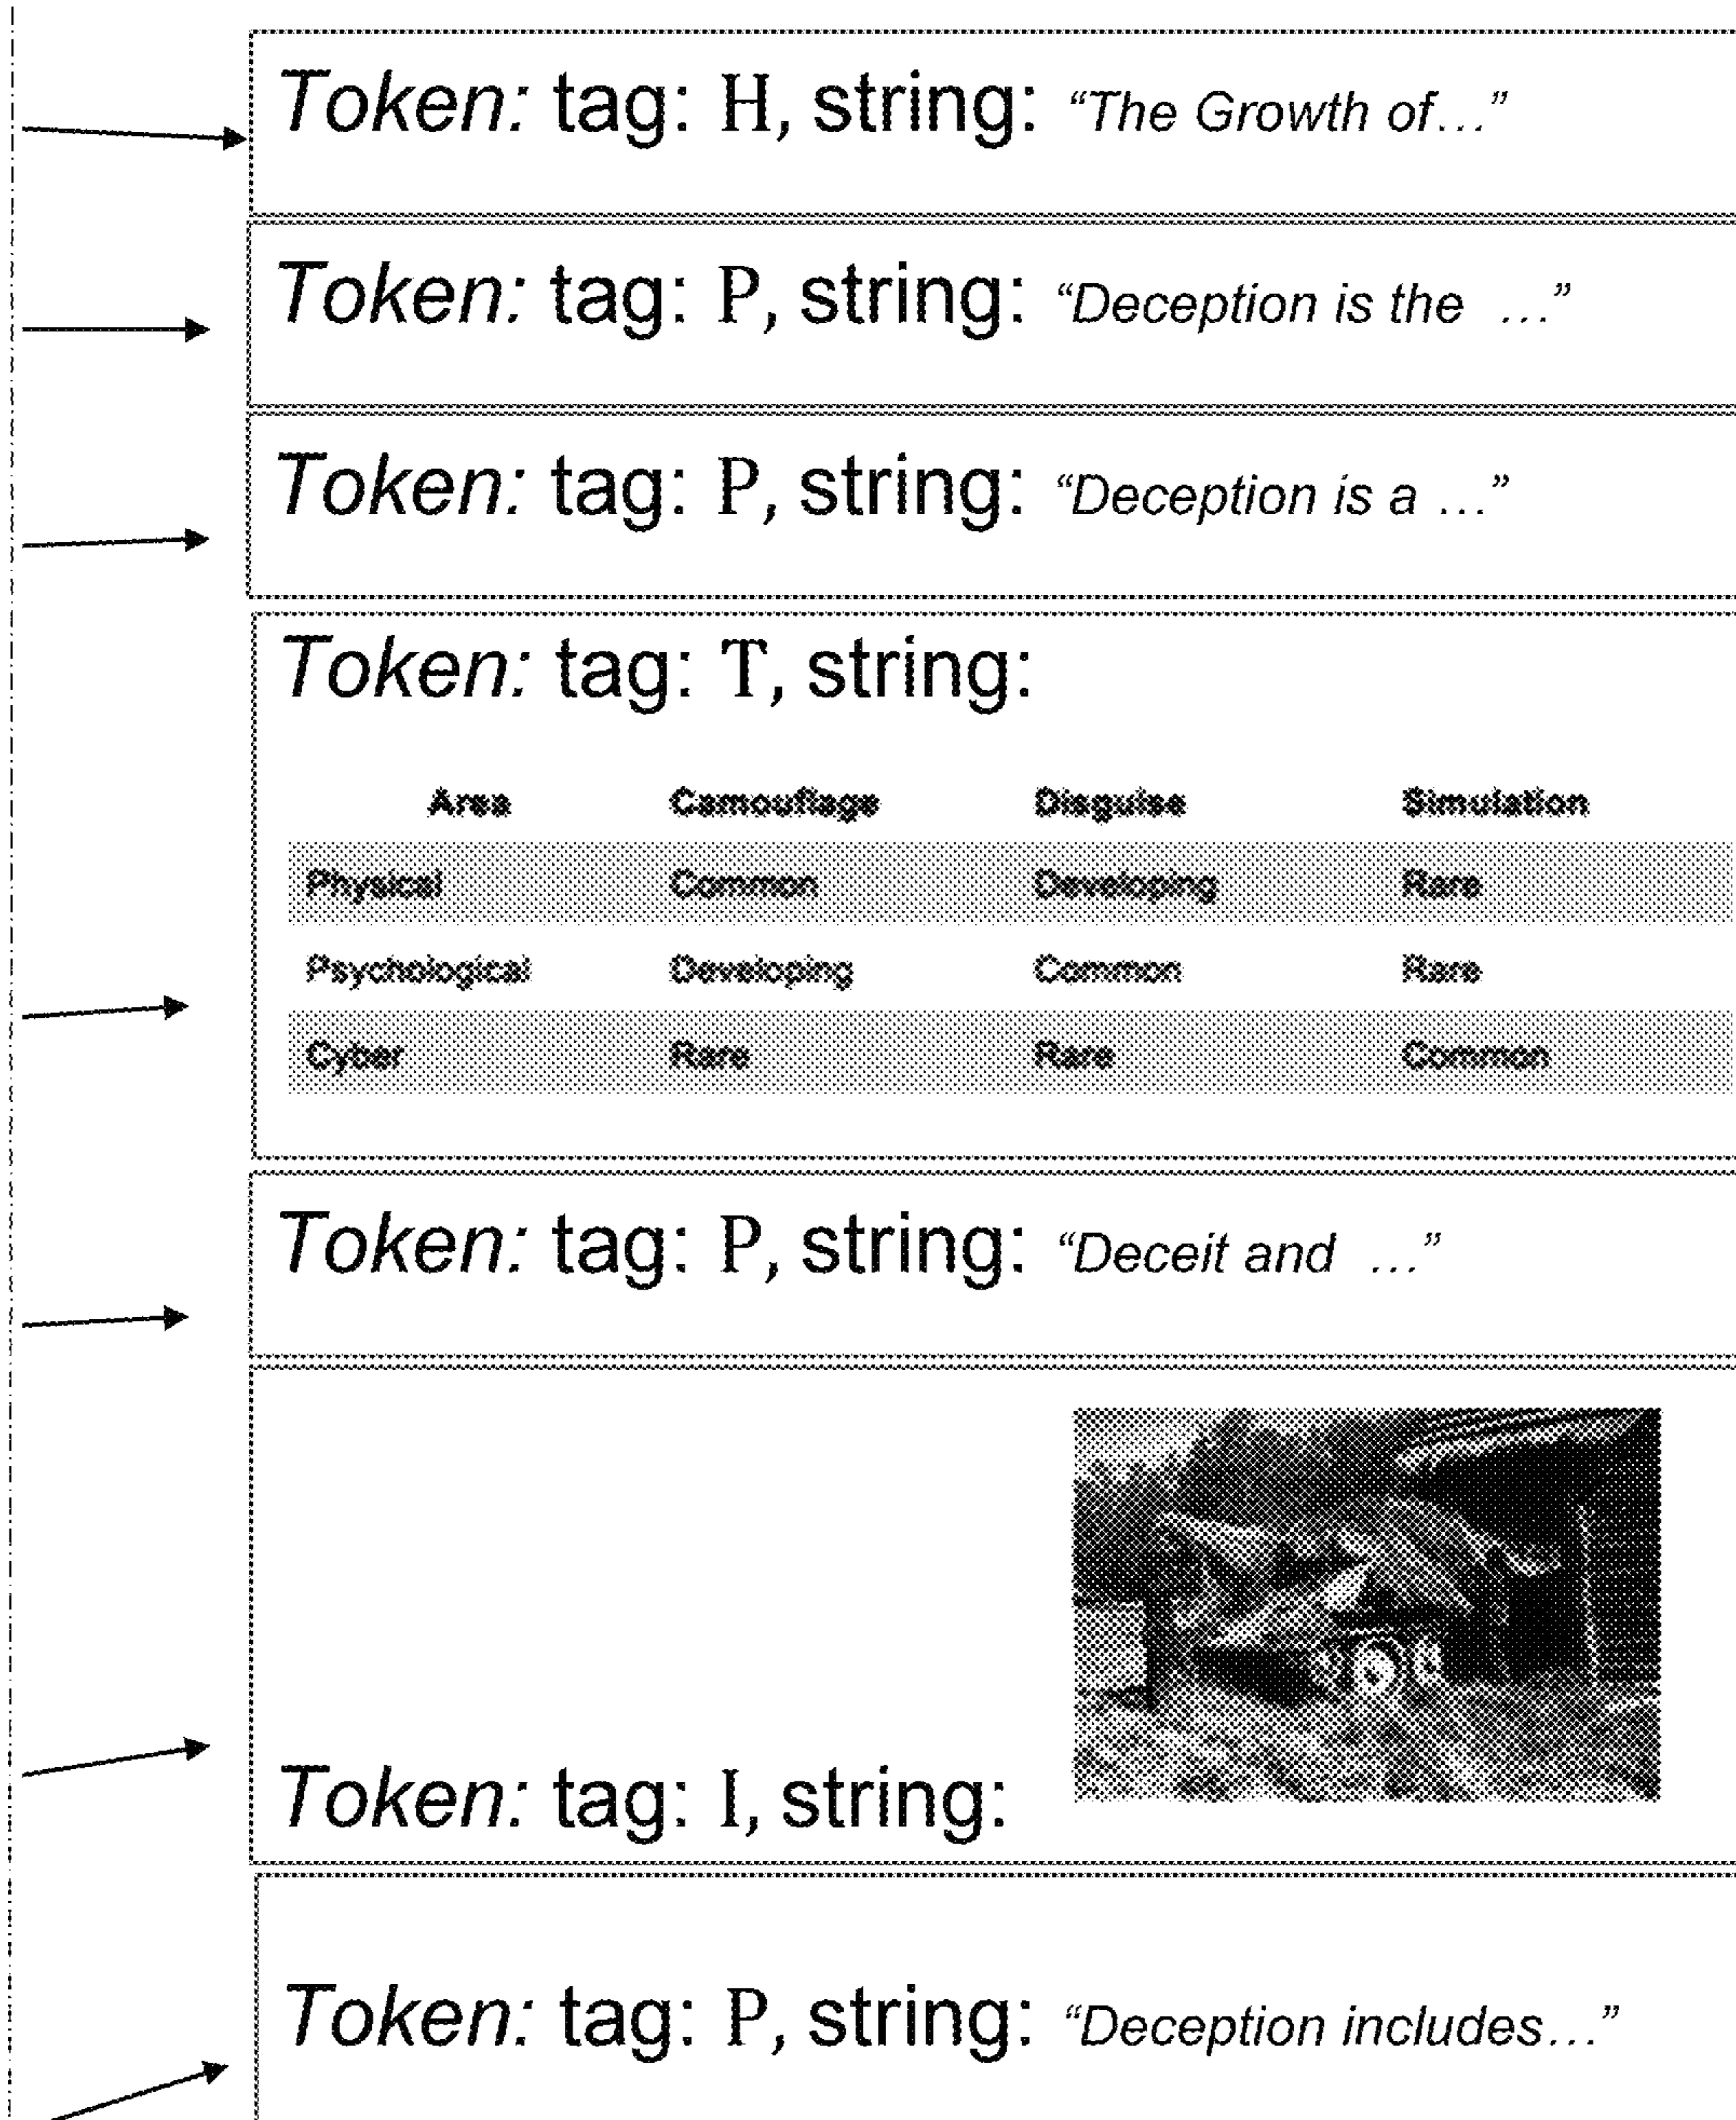 Token: tag: H, string: “The Growth of…”
Token: tag: P, string: “Deception is the …”
Token: tag: P, string: “Deception is a …”
Token: tag: T, string:
Area Camouflage Disguise Simulation
Physical Common Developing Rare
Psychological Developing Common Rare
Cyber Rare Rare Common
Token: tag: P, string: “Deceit and …”
Token: tag: I, string:
Token: tag: P, string: “Deception includes…”